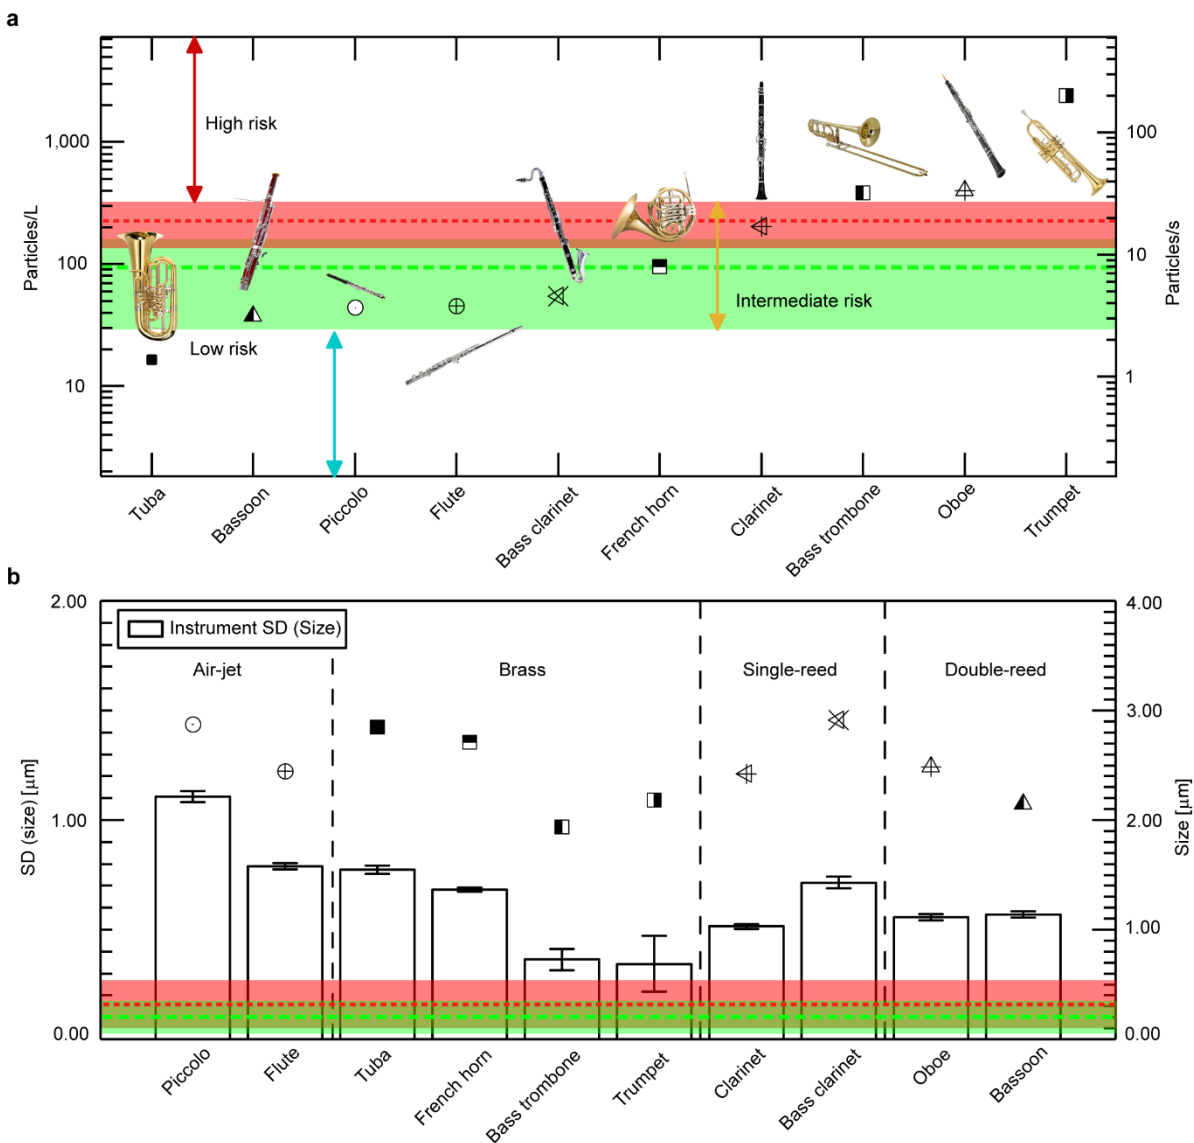 a
High risk
1,000
100
Particles/L
100
10
Particles/s
Intermediate risk
Low risk
10
1
Tuba
Bassoon
Piccolo
Flute
Bass clarinet
French horn
Clarinet
Bass trombone
Oboe
Trumpet
b
2.00
4.00
Instrument SD (Size)
Air-jet
Brass
Single-reed
Double-reed
3.00
SD (size) [μm]
1.00
2.00
Size [μm]
1.00
0.00
0.00
Piccolo
Flute
Tuba
French horn
Bass trombone
Trumpet
Clarinet
Bass clarinet
Oboe
Bassoon